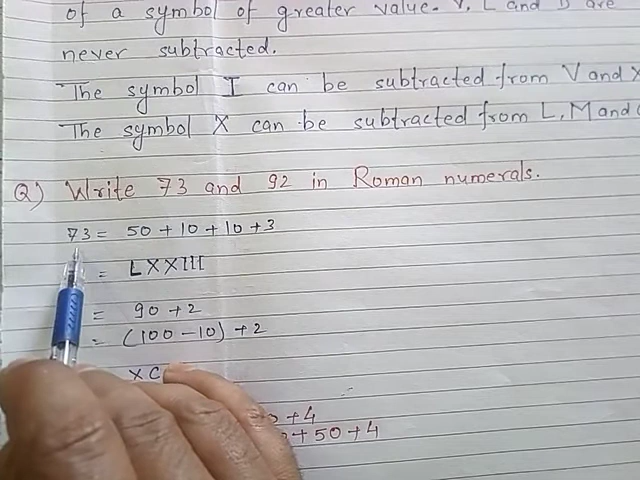 of a symbol of greater value. V, L and D are
never subtracted.
The symbol I can be subtracted from V and X
The symbol X can be subtracted from L, M and
Q) Write 73 and 92 in Roman numerals.
73 = 50 + 10 + 10 + 3
= LXXIII
= 90 + 2
= (100 - 10) + 2
XC
+ 4
+ 50 + 4